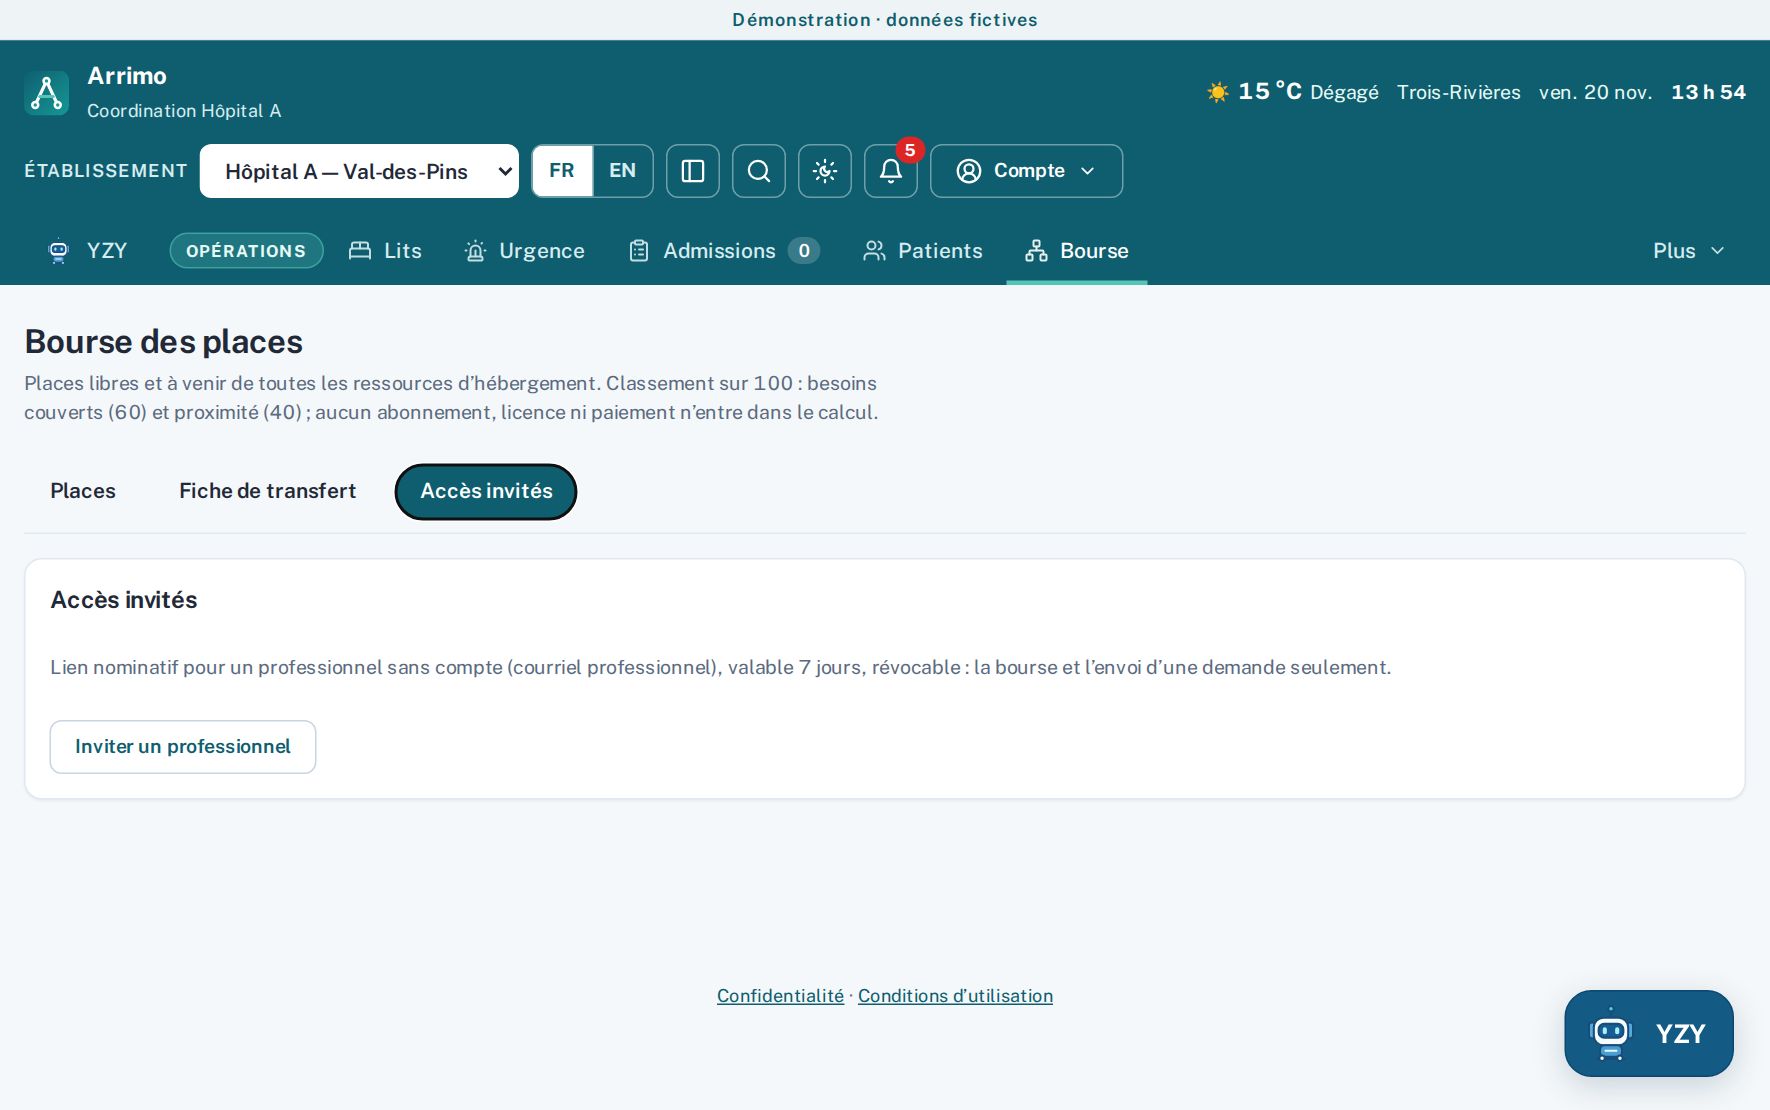 Démonstration · données fictives
Arrimo
Coordination Hôpital A
15 °C Dégagé Trois-Rivières ven. 20 nov. 13 h 54
ÉTABLISSEMENT Hôpital A — Val-des-Pins FR EN 5 Compte
YZY OPÉRATIONS Lits Urgence Admissions 0 Patients Bourse Plus
Bourse des places
Places libres et à venir de toutes les ressources d’hébergement. Classement sur 100 : besoins
couverts (60) et proximité (40) ; aucun abonnement, licence ni paiement n’entre dans le calcul.
Places Fiche de transfert Accès invités
Accès invités
Lien nominatif pour un professionnel sans compte (courriel professionnel), valable 7 jours, révocable : la bourse et l’envoi d’une demande seulement.
Inviter un professionnel
Confidentialité · Conditions d’utilisation
YZY